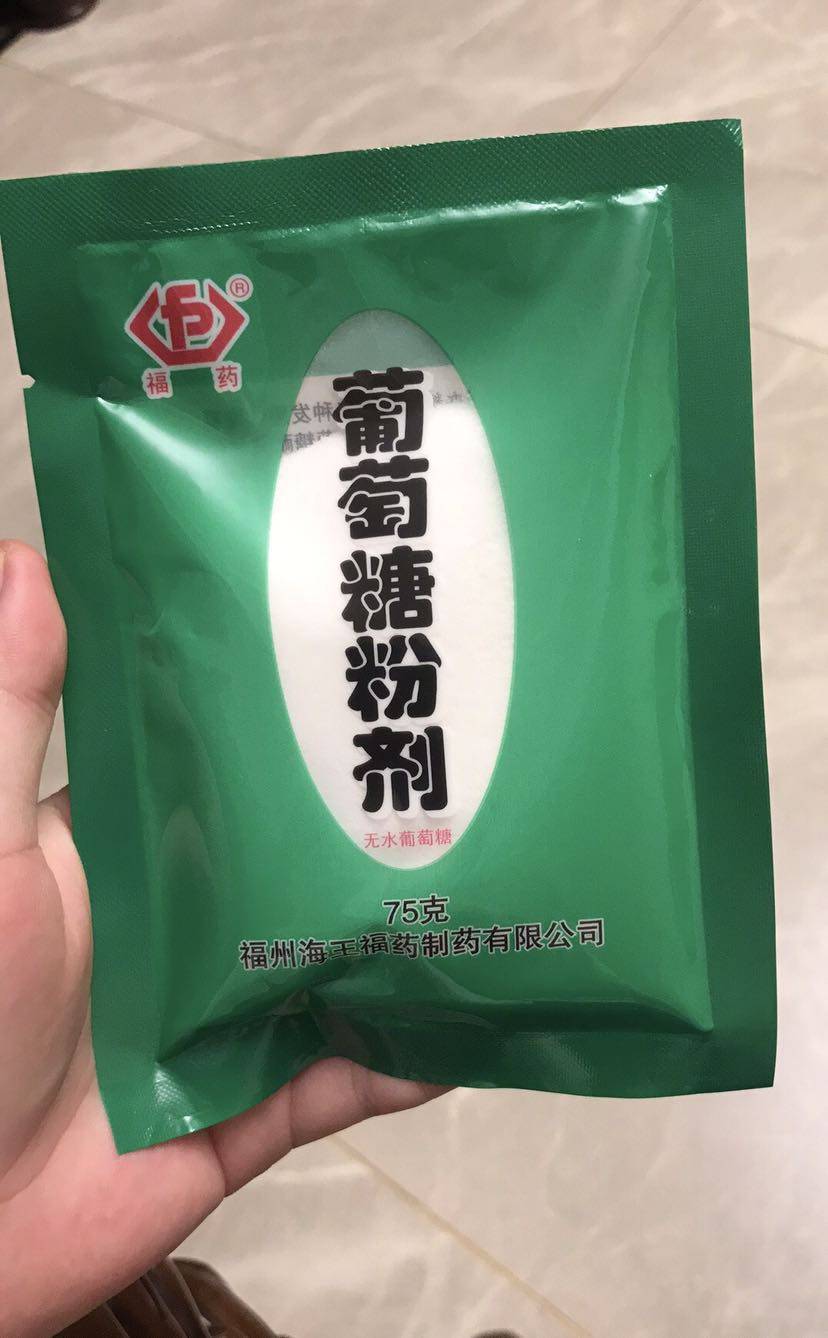 ®
福药
葡萄糖粉剂
无水葡萄糖
75克
福州海王福药制药有限公司